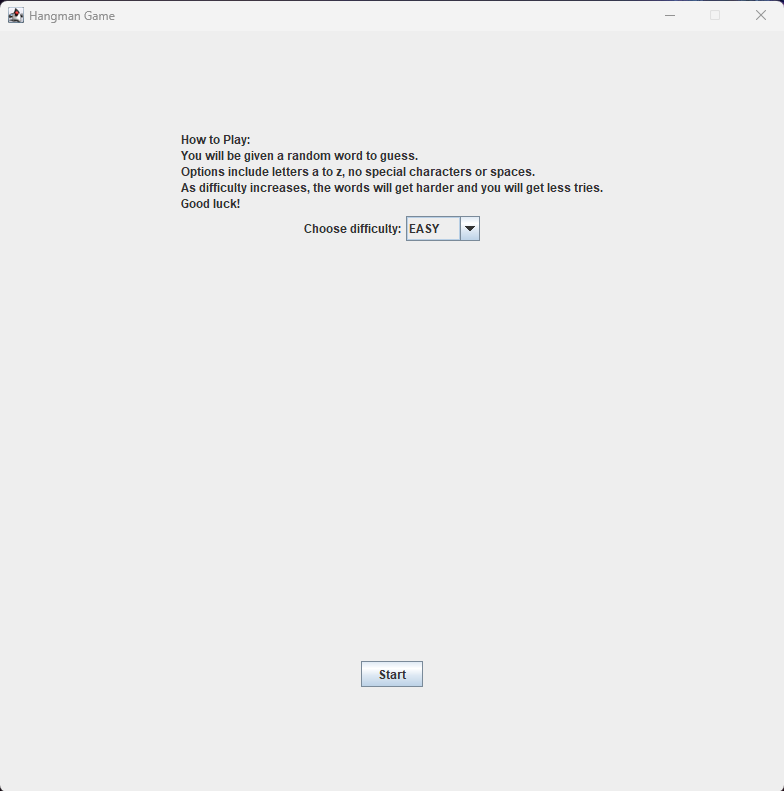 Hangman Game
How to Play:
You will be given a random word to guess.
Options include letters a to z, no special characters or spaces.
As difficulty increases, the words will get harder and you will get less tries.
Good luck!
Choose difficulty: EASY
Start